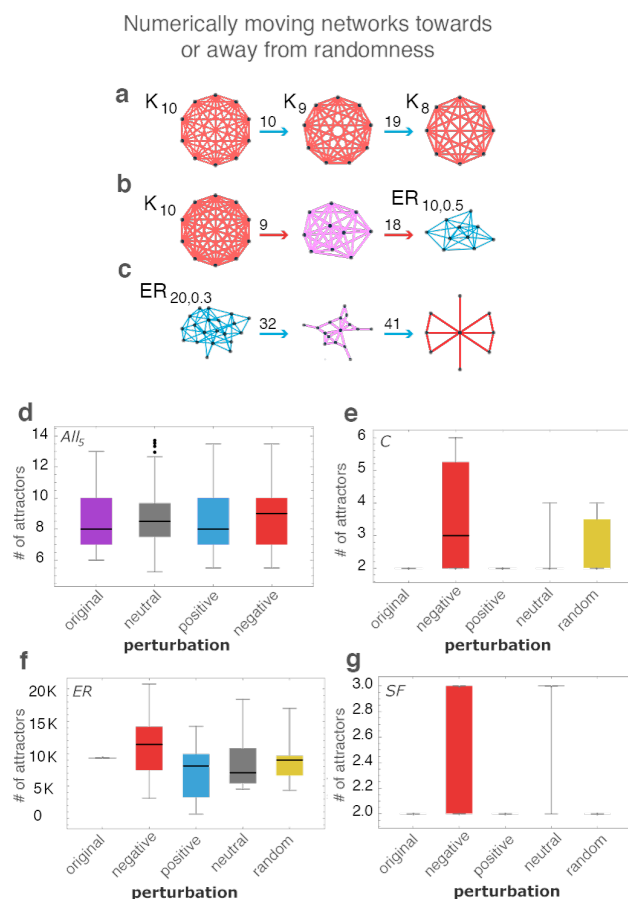 Numerically moving networks towards
or away from randomness
a
K10 10 K9 19 K8
b
K10 9 18 ER10,0.5
c
ER20,0.3 32 41
d
All5
# of attractors
14
12
10
8
6
original neutral positive negative
perturbation
e
C
# of attractors
6
5
4
3
2
original negative positive neutral random
perturbation
f
ER
# of attractors
20K
15K
10K
5K
0
original negative positive neutral random
perturbation
g
SF
# of attractors
3.0
2.8
2.6
2.4
2.2
2.0
original negative positive neutral random
perturbation